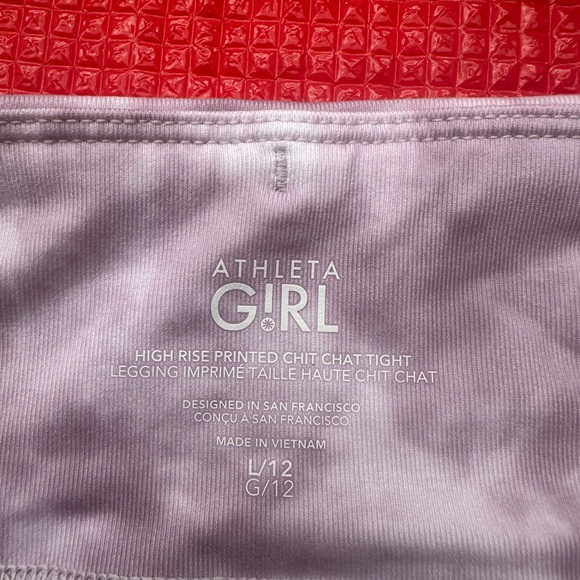 ATHLETA
G!RL
HIGH RISE PRINTED CHIT CHAT TIGHT
LEGGING IMPRIMÉ TAILLE HAUTE CHIT CHAT
DESIGNED IN SAN FRANCISCO
CONÇU À SAN FRANCISCO
MADE IN VIETNAM
L/12
G/12